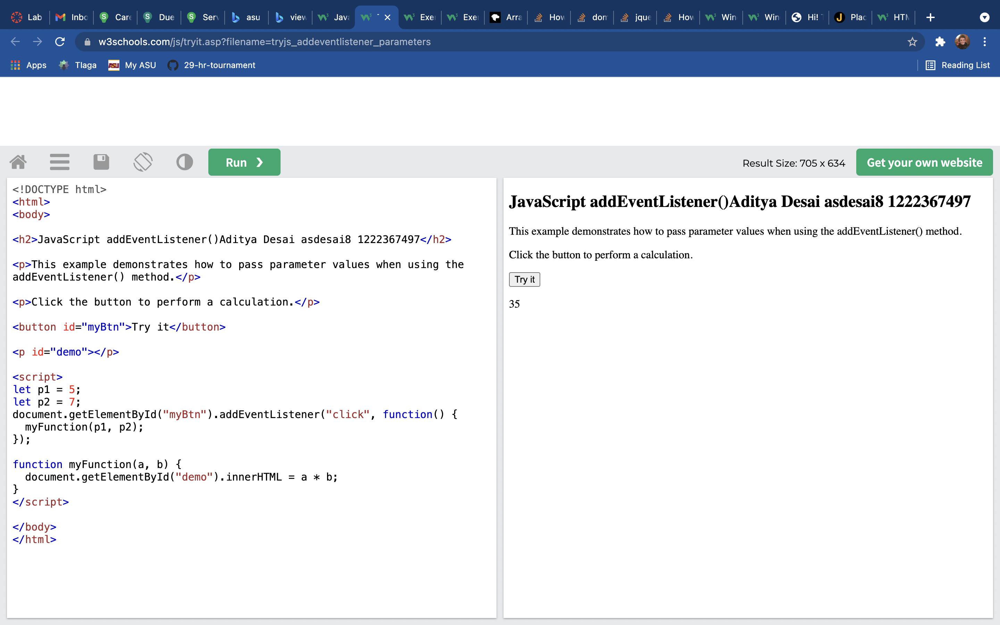 Lab Inbo Care Due Serv asu view Java Exer Exer Arra How dom jque How Win Win Hi! Plac HTM
w3schools.com/js/tryit.asp?filename=tryjs_addeventlistener_parameters
Apps Tlaga My ASU 29-hr-tournament Reading List
Run ❯ Result Size: 705 x 634 Get your own website
<!DOCTYPE html>
<html>
<body>
<h2>JavaScript addEventListener()Aditya Desai asdesai8 1222367497</h2>
<p>This example demonstrates how to pass parameter values when using the
addEventListener() method.</p>
<p>Click the button to perform a calculation.</p>
<button id="myBtn">Try it</button>
<p id="demo"></p>
<script>
let p1 = 5;
let p2 = 7;
document.getElementById("myBtn").addEventListener("click", function() {
myFunction(p1, p2);
});
function myFunction(a, b) {
document.getElementById("demo").innerHTML = a * b;
}
</script>
</body>
</html>
JavaScript addEventListener()Aditya Desai asdesai8 1222367497
This example demonstrates how to pass parameter values when using the addEventListener() method.
Click the button to perform a calculation.
Try it
35